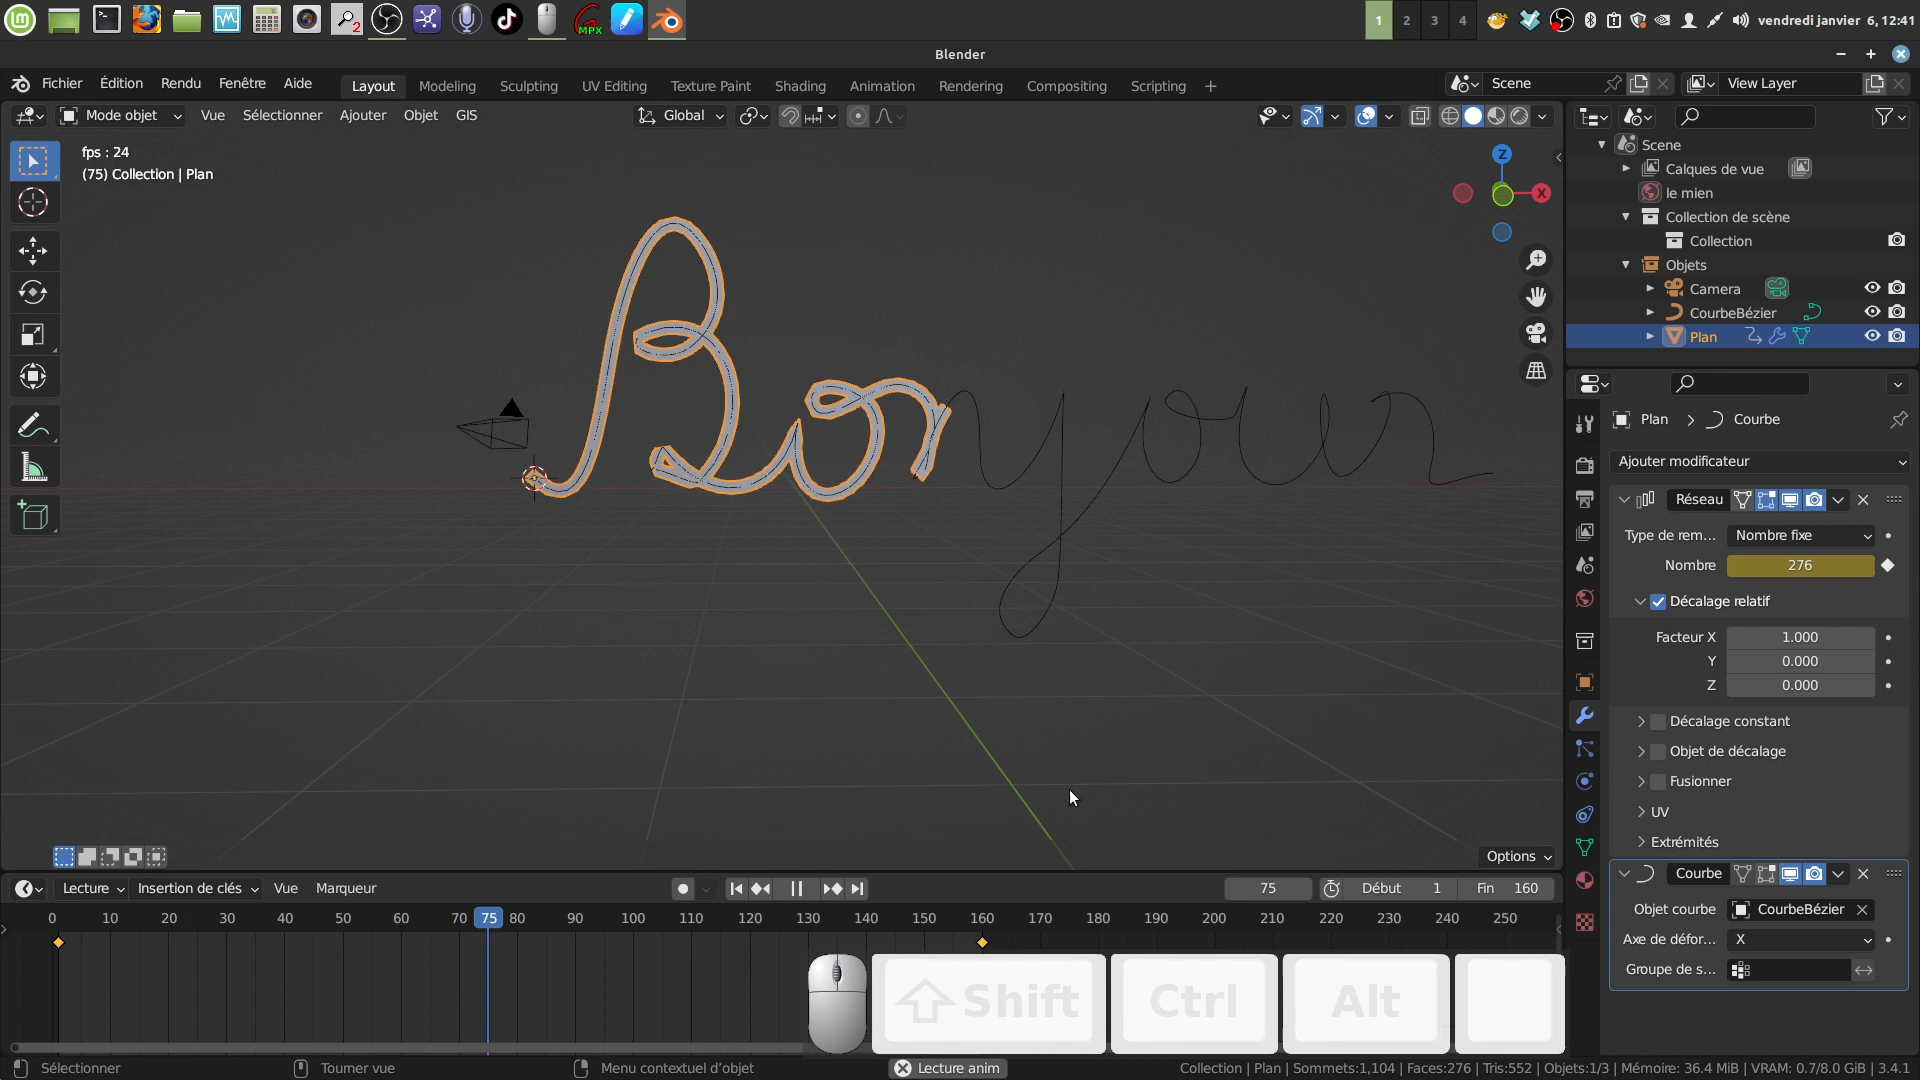 2
MPX
1 2 3 4
vendredi janvier 6, 12:41
Blender
Fichier Édition Rendu Fenêtre Aide
Layout Modeling Sculpting UV Editing Texture Paint Shading Animation Rendering Compositing Scripting +
Scene
View Layer
Mode objet Vue Sélectionner Ajouter Objet GIS
Global
fps : 24
(75) Collection | Plan
Z
X
Bonjour
Options
Scene
Calques de vue
le mien
Collection de scène
Collection
Objets
Camera
CourbeBézier
Plan
Plan > Courbe
Ajouter modificateur
Réseau
Type de rem... Nombre fixe
Nombre 276
Décalage relatif
Facteur X 1.000
Y 0.000
Z 0.000
Décalage constant
Objet de décalage
Fusionner
UV
Extrémités
Courbe
Objet courbe CourbeBézier
Axe de défor... X
Groupe de s...
Lecture Insertion de clés Vue Marqueur
75 Début 1 Fin 160
0 10 20 30 40 50 60 70 75 80 90 100 110 120 130 140 150 160 170 180 190 200 210 220 230 240 250
Shift Ctrl Alt
Sélectionner Tourner vue Menu contextuel d'objet Lecture anim
Collection | Plan | Sommets:1,104 | Faces:276 | Tris:552 | Objets:1/3 | Mémoire: 36.4 MiB | VRAM: 0.7/8.0 GiB | 3.4.1